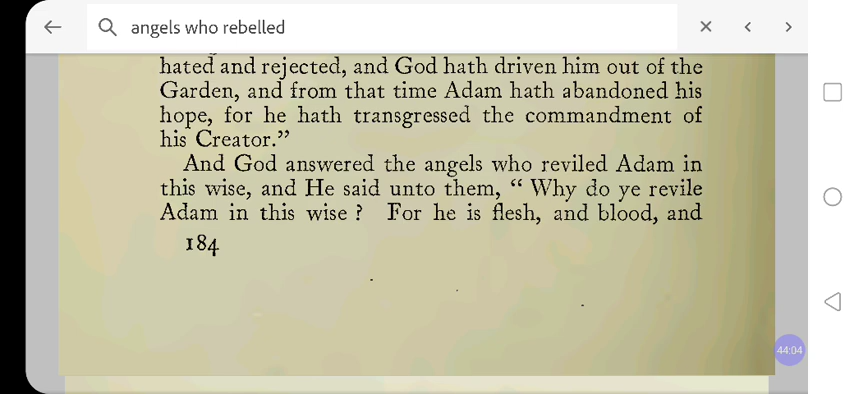 angels who rebelled
hated and rejected, and God hath driven him out of the
Garden, and from that time Adam hath abandoned his
hope, for he hath transgressed the commandment of
his Creator.”
And God answered the angels who reviled Adam in
this wise, and He said unto them, “ Why do ye revile
Adam in this wise ? For he is flesh, and blood, and
184
44:04